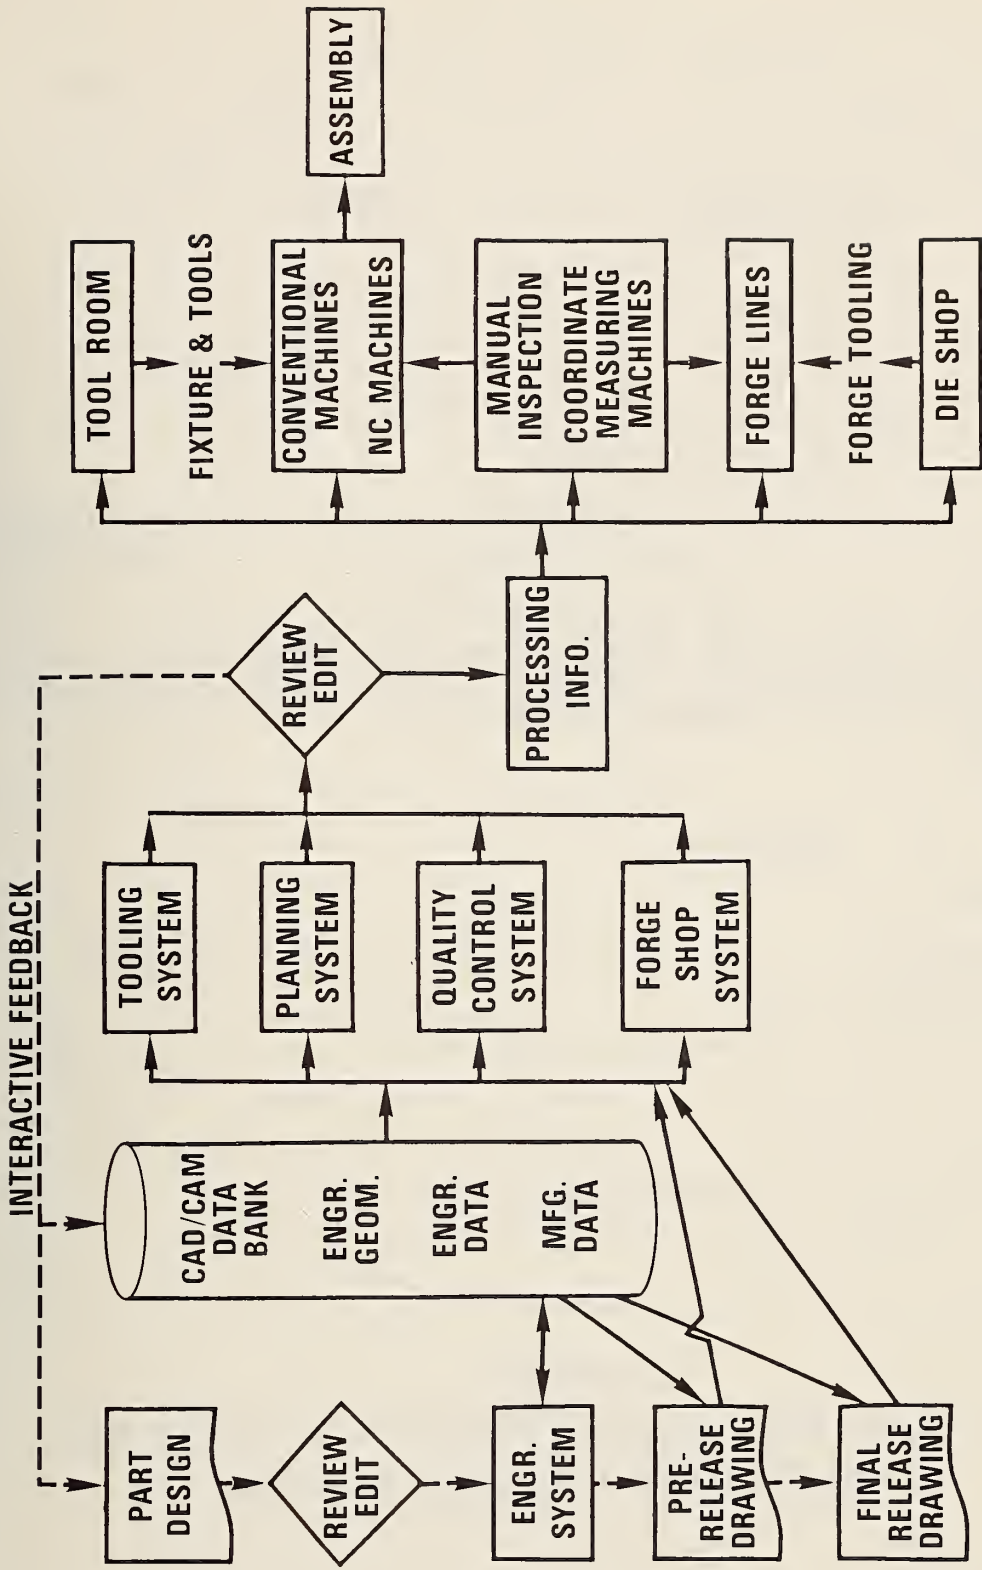 INTERACTIVE FEEDBACK
PART
DESIGN
REVIEW
EDIT
ENGR.
SYSTEM
PRE-
RELEASE
DRAWING
FINAL
RELEASE
DRAWING
CAD/CAM
DATA
BANK
ENGR.
GEOM.
ENGR.
DATA
MFG.
DATA
TOOLING
SYSTEM
PLANNING
SYSTEM
QUALITY
CONTROL
SYSTEM
FORGE
SHOP
SYSTEM
REVIEW
EDIT
PROCESSING
INFO.
TOOL ROOM
FIXTURE & TOOLS
CONVENTIONAL
MACHINES
NC MACHINES
MANUAL
INSPECTION
COORDINATE
MEASURING
MACHINES
FORGE LINES
FORGE TOOLING
DIE SHOP
ASSEMBLY